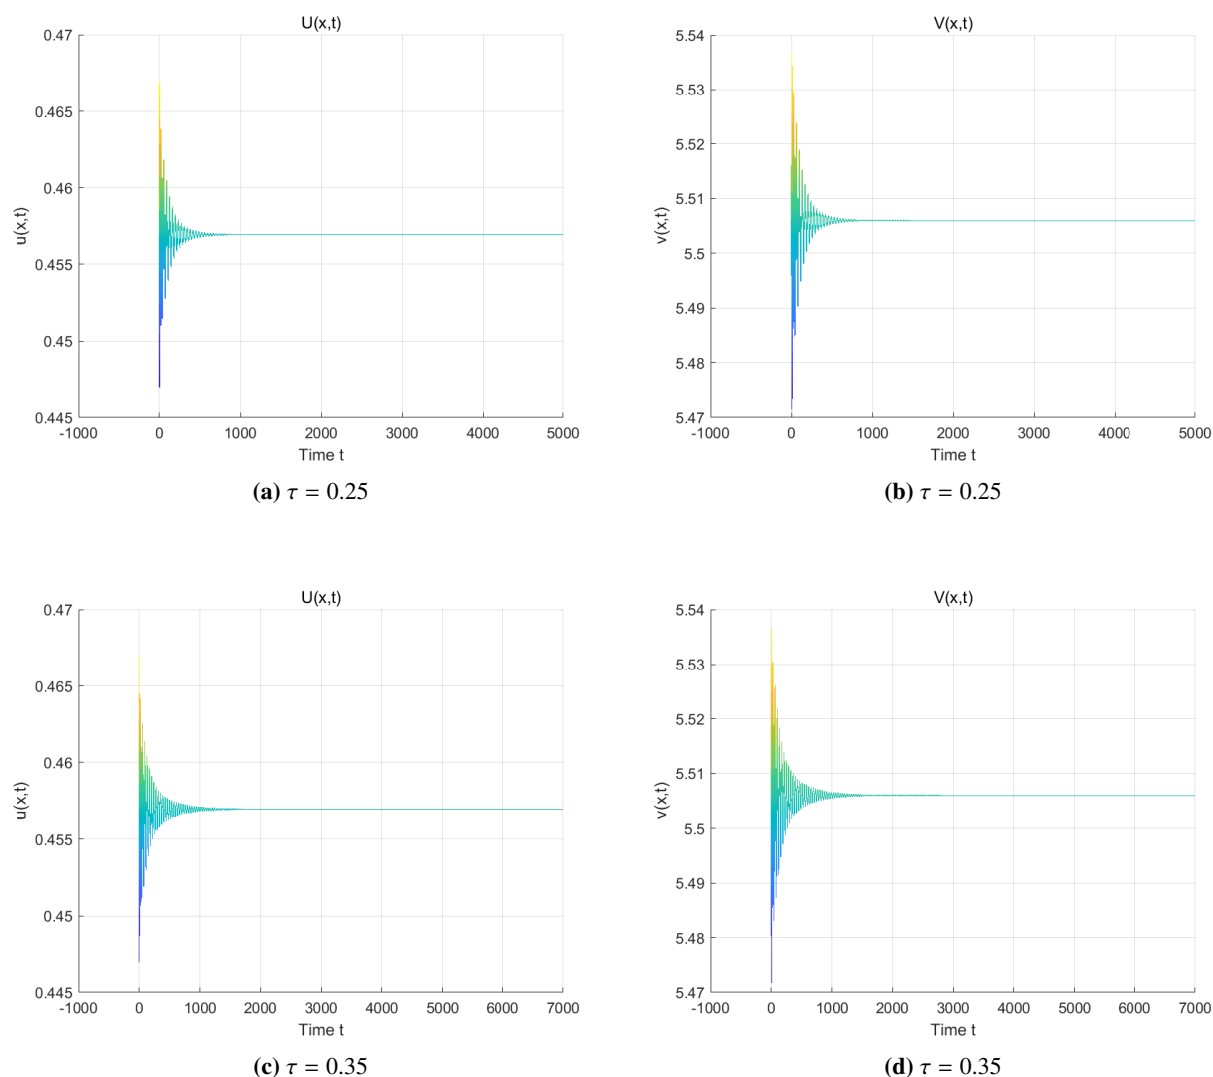 U(x,t)
0.47
0.465
0.46
0.455
0.45
0.445
u(x,t)
-1000 0 1000 2000 3000 4000 5000
Time t
(a) τ = 0.25
V(x,t)
5.54
5.53
5.52
5.51
5.5
5.49
5.48
5.47
v(x,t)
-1000 0 1000 2000 3000 4000 5000
Time t
(b) τ = 0.25
U(x,t)
0.47
0.465
0.46
0.455
0.45
0.445
u(x,t)
-1000 0 1000 2000 3000 4000 5000 6000 7000
Time t
(c) τ = 0.35
V(x,t)
5.54
5.53
5.52
5.51
5.5
5.49
5.48
5.47
v(x,t)
-1000 0 1000 2000 3000 4000 5000 6000 7000
Time t
(d) τ = 0.35